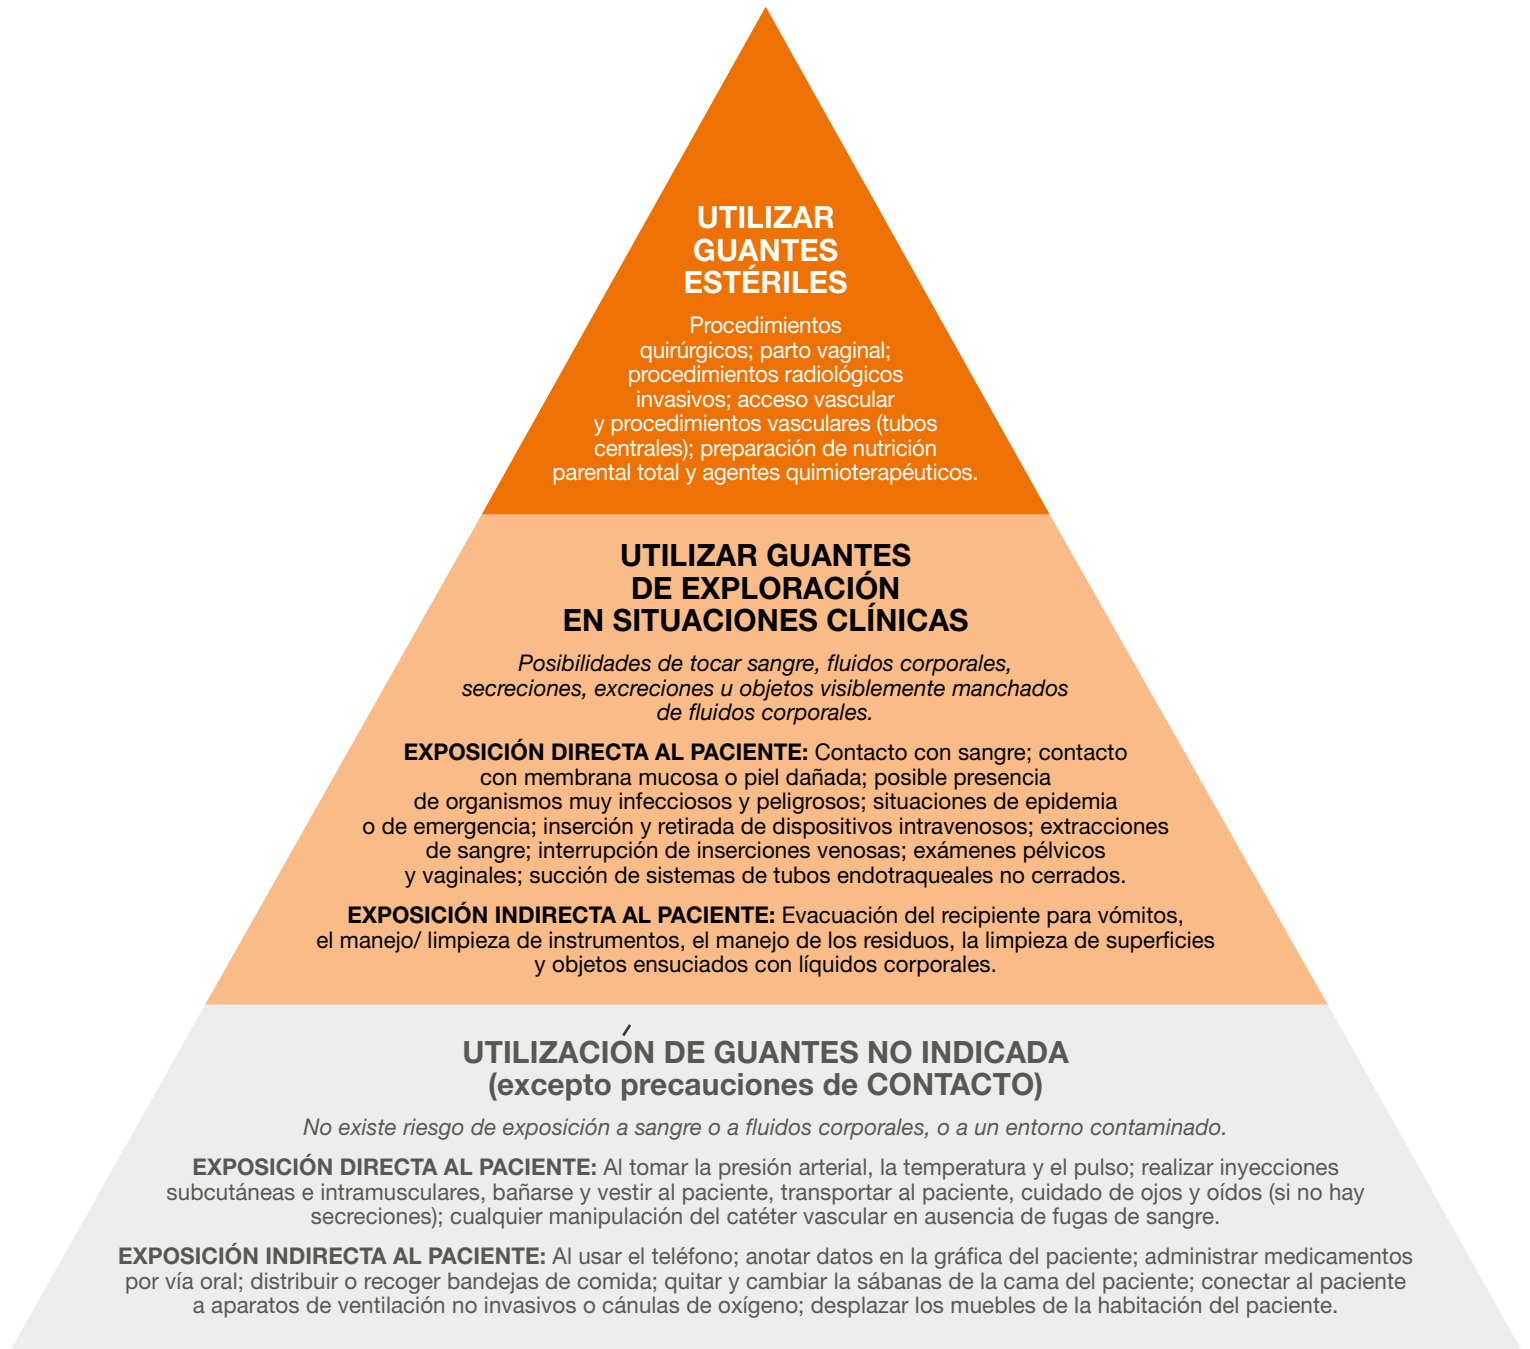 UTILIZAR
GUANTES
ESTÉRILES
Procedimientos
quirúrgicos; parto vaginal;
procedimientos radiológicos
invasivos; acceso vascular
y procedimientos vasculares (tubos
centrales); preparación de nutrición
parental total y agentes quimioterapéuticos.
UTILIZAR GUANTES
DE EXPLORACIÓN
EN SITUACIONES CLÍNICAS
Posibilidades de tocar sangre, fluidos corporales,
secreciones, excreciones u objetos visiblemente manchados
de fluidos corporales.
EXPOSICIÓN DIRECTA AL PACIENTE: Contacto con sangre; contacto
con membrana mucosa o piel dañada; posible presencia
de organismos muy infecciosos y peligrosos; situaciones de epidemia
o de emergencia; inserción y retirada de dispositivos intravenosos; extracciones
de sangre; interrupción de inserciones venosas; exámenes pélvicos
y vaginales; succión de sistemas de tubos endotraqueales no cerrados.
EXPOSICIÓN INDIRECTA AL PACIENTE: Evacuación del recipiente para vómitos,
el manejo/ limpieza de instrumentos, el manejo de los residuos, la limpieza de superficies
y objetos ensuciados con líquidos corporales.
UTILIZACIÓN DE GUANTES NO INDICADA
(excepto precauciones de CONTACTO)
No existe riesgo de exposición a sangre o a fluidos corporales, o a un entorno contaminado.
EXPOSICIÓN DIRECTA AL PACIENTE: Al tomar la presión arterial, la temperatura y el pulso; realizar inyecciones
subcutáneas e intramusculares, bañarse y vestir al paciente, transportar al paciente, cuidado de ojos y oídos (si no hay
secreciones); cualquier manipulación del catéter vascular en ausencia de fugas de sangre.
EXPOSICIÓN INDIRECTA AL PACIENTE: Al usar el teléfono; anotar datos en la gráfica del paciente; administrar medicamentos
por vía oral; distribuir o recoger bandejas de comida; quitar y cambiar la sábanas de la cama del paciente; conectar al paciente
a aparatos de ventilación no invasivos o cánulas de oxígeno; desplazar los muebles de la habitación del paciente.